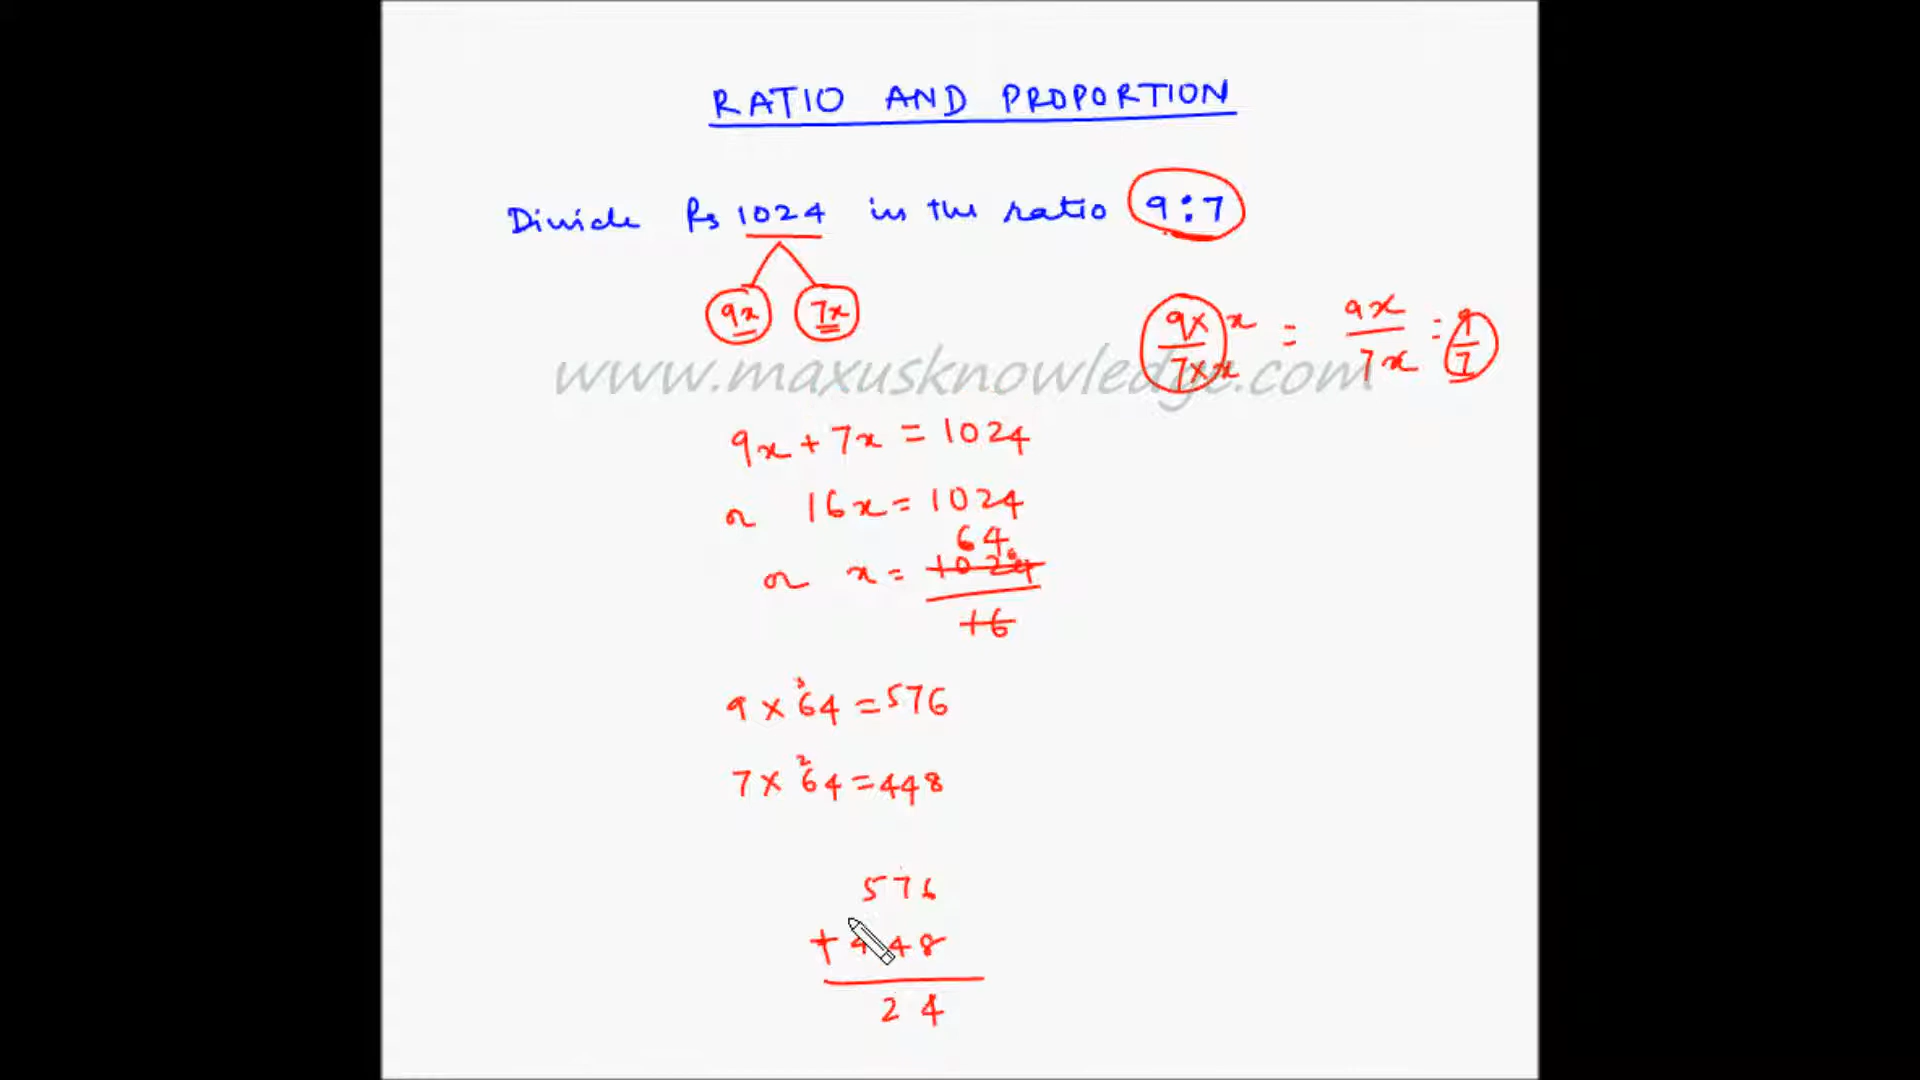 RATIO AND PROPORTION
Divide Rs 1024 in the ratio 9:7
9x 7x
9× x / 7× x = 9x / 7x = 9 / 7
www.maxusknowledge.com
9x + 7x = 1024
or 16x = 1024
64
or x = 1024 / 16
9 × 64 = 576
7 × 64 = 448
576
+ 448
24